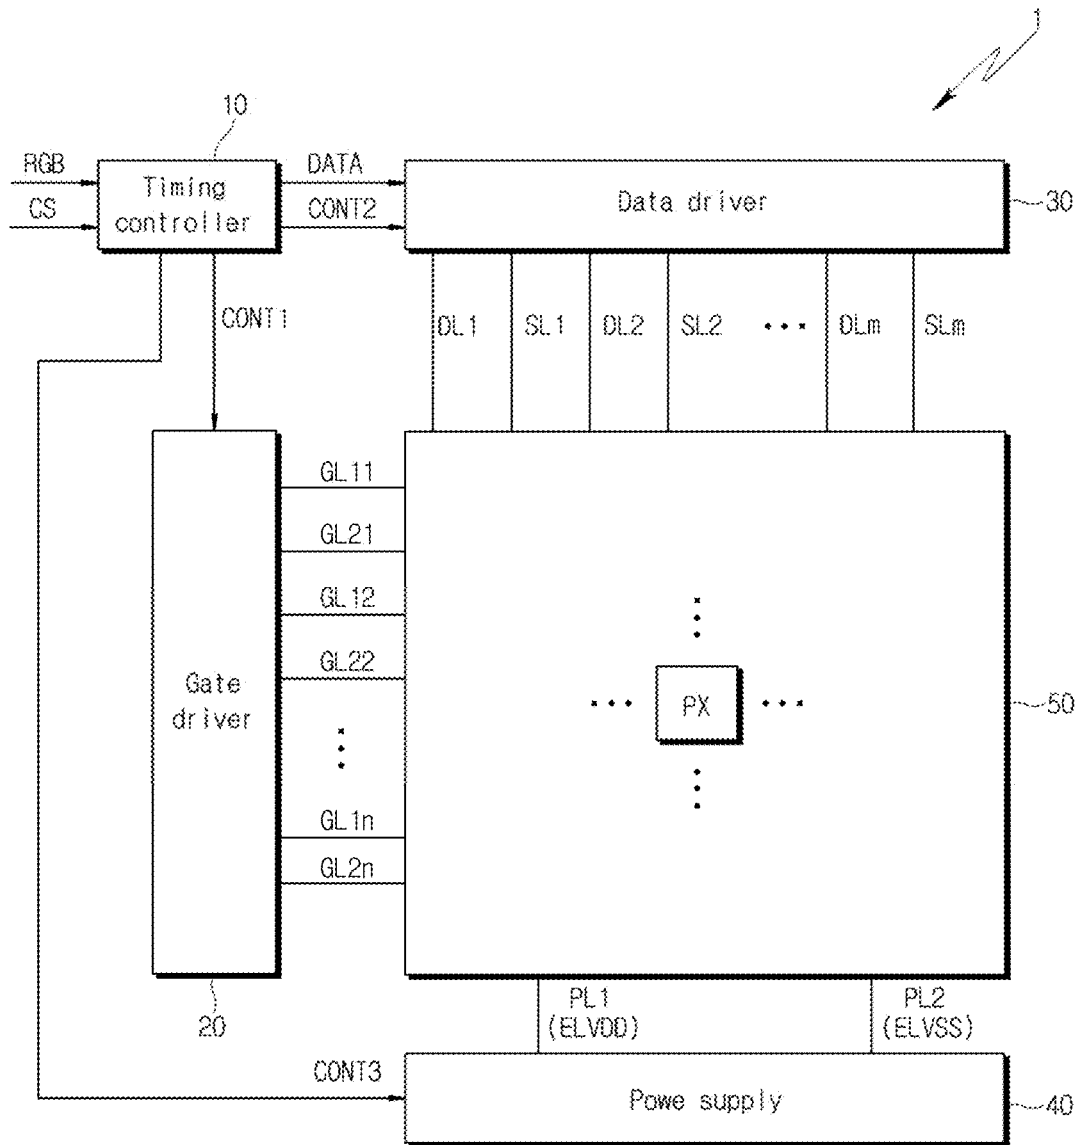 1
10
RGB
CS
Timing
controller
DATA
CONT2
Data driver
30
CONT1
DL1 SL1 DL2 SL2 ••• DLm SLm
GL11
GL21
GL12
GL22
GL1n
GL2n
Gate
driver
PX
50
20
PL1
(ELVDD)
PL2
(ELVSS)
CONT3
Powe supply
40